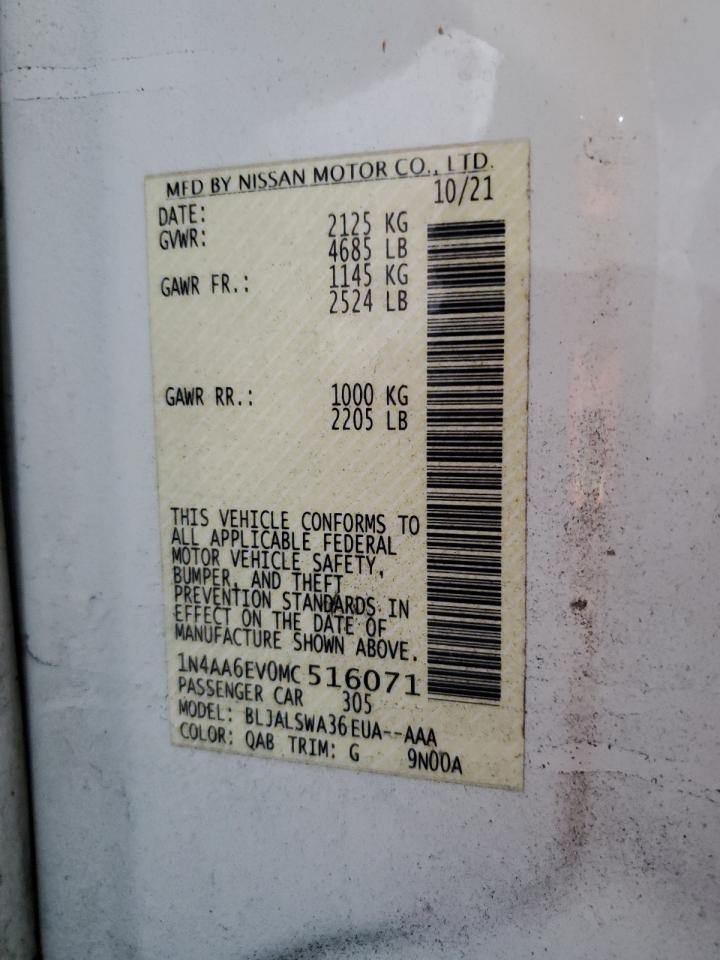 MFD BY NISSAN MOTOR CO., LTD.
DATE: 10/21
GVWR: 2125 KG
4685 LB
GAWR FR.: 1145 KG
2524 LB
GAWR RR.: 1000 KG
2205 LB
THIS VEHICLE CONFORMS TO
ALL APPLICABLE FEDERAL
MOTOR VEHICLE SAFETY,
BUMPER, AND THEFT
PREVENTION STANDARDS IN
EFFECT ON THE DATE OF
MANUFACTURE SHOWN ABOVE.
1N4AA6EV0MC516071
PASSENGER CAR 305
MODEL: BLJALSWA36EUA--AAA
COLOR: QAB TRIM: G 9N00A